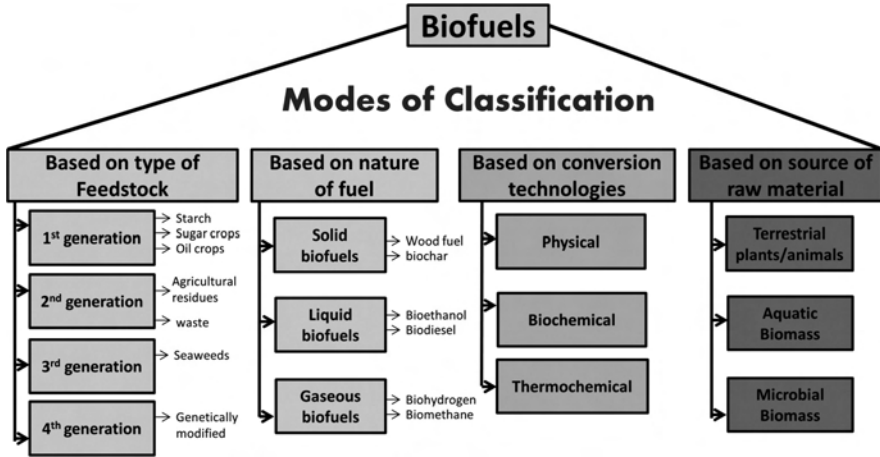 Biofuels
Modes of Classification
Based on type of
Feedstock
1st generation
Starch
Sugar crops
Oil crops
2nd generation
Agricultural
residues
waste
3rd generation
Seaweeds
4th generation
Genetically
modified
Based on nature
of fuel
Solid
biofuels
Wood fuel
biochar
Liquid
biofuels
Bioethanol
Biodiesel
Gaseous
biofuels
Biohydrogen
Biomethane
Based on conversion
technologies
Physical
Biochemical
Thermochemical
Based on source of
raw material
Terrestrial
plants/animals
Aquatic
Biomass
Microbial
Biomass